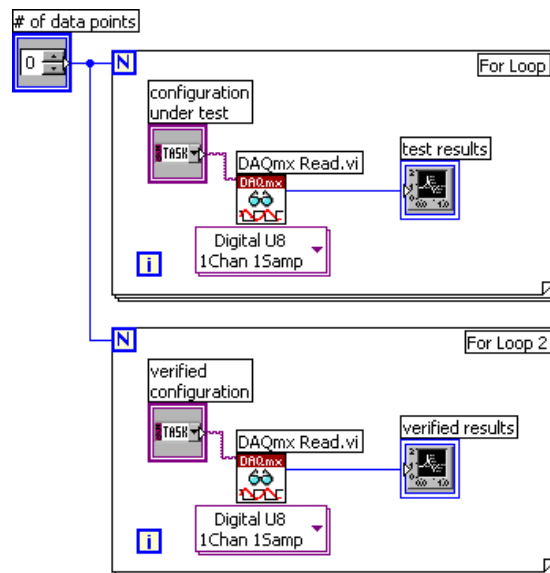 # of data points
0
N
For Loop
configuration
under test
TASK
DAQmx Read.vi
DAQmx
test results
Digital U8
1Chan 1Samp
i
N
For Loop 2
verified
configuration
TASK
DAQmx Read.vi
DAQmx
verified results
Digital U8
1Chan 1Samp
i